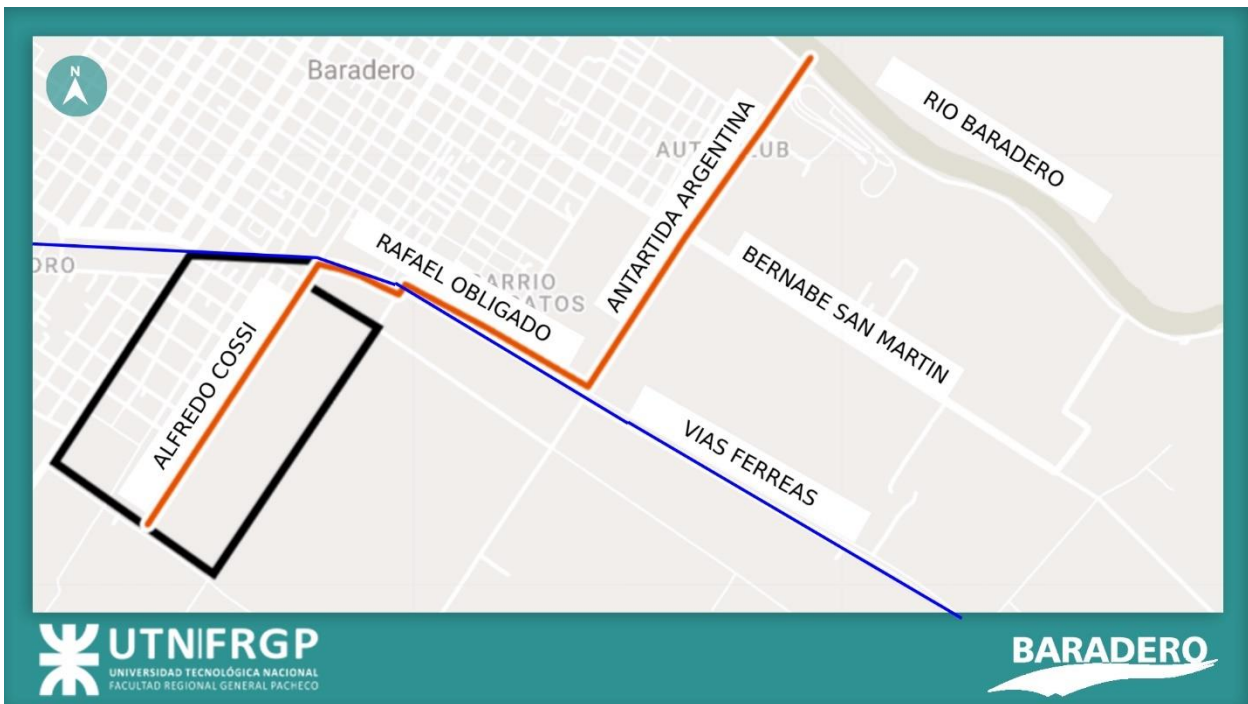 N
Baradero
RIO BARADERO
ANTARTIDA ARGENTINA
RAFAEL OBLIGADO
BERNABE SAN MARTIN
ALFREDO COSSI
VIAS FERREAS
UTN FRGP
UNIVERSIDAD TECNOLÓGICA NACIONAL
FACULTAD REGIONAL GENERAL PACHECO
BARADERO